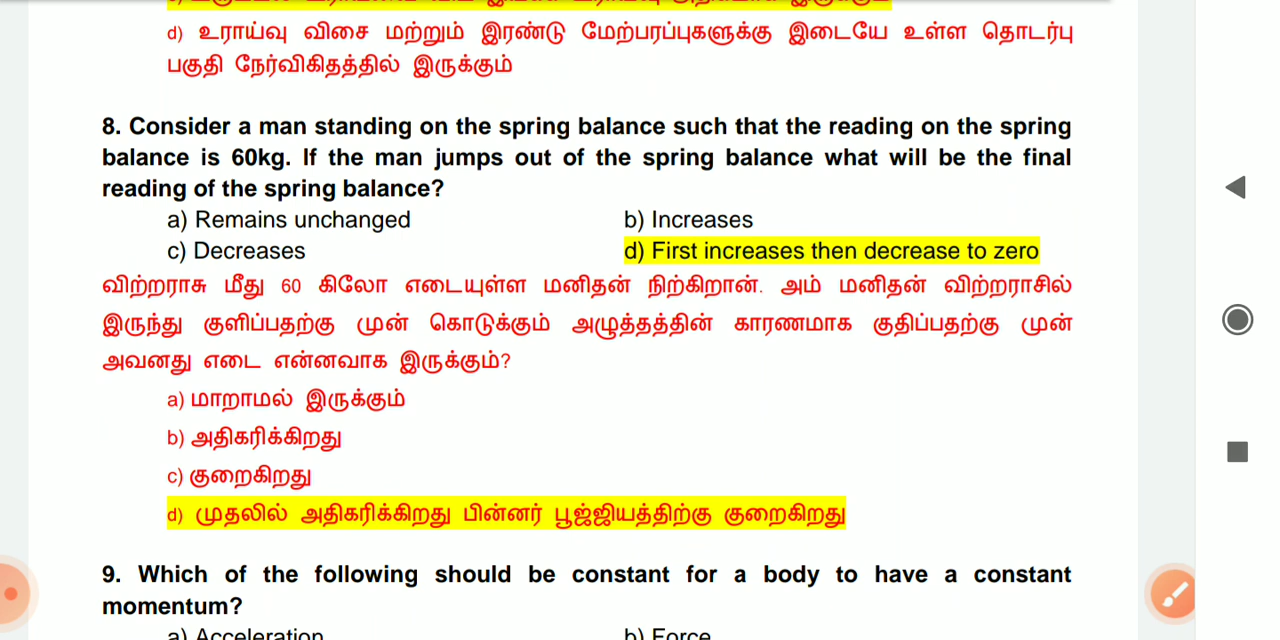 d) உராய்வு விசை மற்றும் இரண்டு மேற்பரப்புகளுக்கு இடையே உள்ள தொடர்பு
பகுதி நேர்விகிதத்தில் இருக்கும்
8. Consider a man standing on the spring balance such that the reading on the spring
balance is 60kg. If the man jumps out of the spring balance what will be the final
reading of the spring balance?
a) Remains unchanged b) Increases
c) Decreases d) First increases then decrease to zero
விற்றராசு மீது 60 கிலோ எடையுள்ள மனிதன் நிற்கிறான். அம் மனிதன் விற்றராசில்
இருந்து குளிப்பதற்கு முன் கொடுக்கும் அழுத்தத்தின் காரணமாக குதிப்பதற்கு முன்
அவனது எடை என்னவாக இருக்கும்?
a) மாறாமல் இருக்கும்
b) அதிகரிக்கிறது
c) குறைகிறது
d) முதலில் அதிகரிக்கிறது பின்னர் பூஜ்ஜியத்திற்கு குறைகிறது
9. Which of the following should be constant for a body to have a constant
momentum?
a) Acceleration b) Force